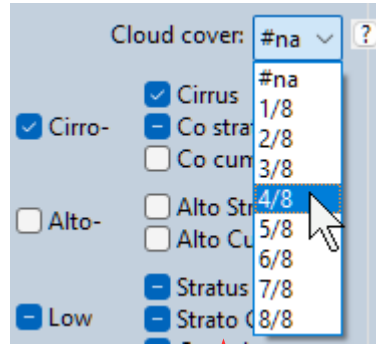 Cloud cover: #na ?
#na
Cirrus 1/8
Cirro- Co stra 2/8
Co cum 3/8
Alto- Alto Str 4/8
Alto Cu 5/8
6/8
Stratus 7/8
Low Strato 8/8